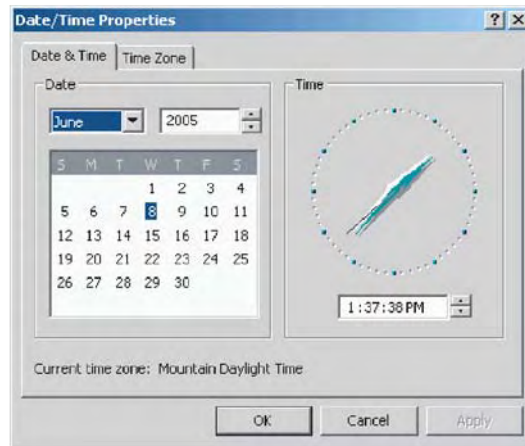 Date/Time Properties
Date & Time
Time Zone
Date
June
2005
S M T W T F S
1 2 3 4
5 6 7 8 9 10 11
12 13 14 15 16 17 18
19 20 21 22 23 24 25
26 27 28 29 30
Time
1:37:38 PM
Current time zone: Mountain Daylight Time
OK
Cancel
Apply